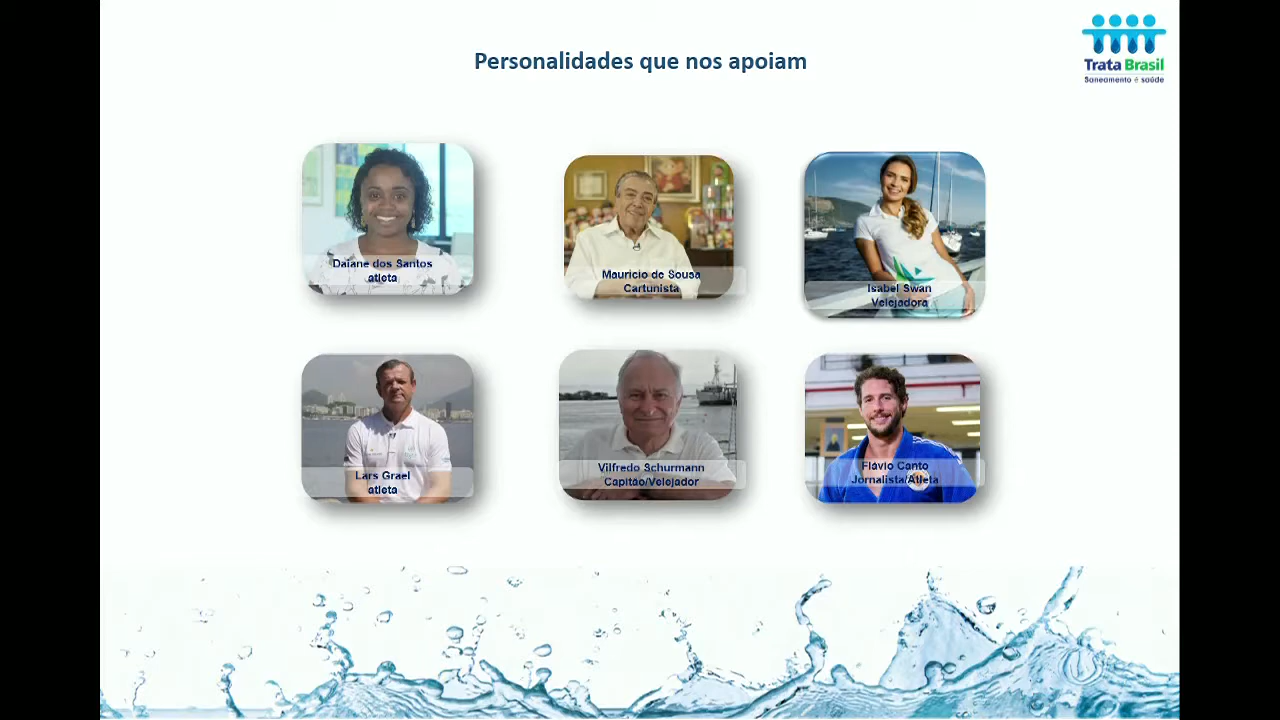 Personalidades que nos apoiam
Trata Brasil
Saneamento é saúde
Daiane dos Santos
atleta
Mauricio de Sousa
Cartunista
Isabel Swan
Velejadora
Lars Grael
atleta
Vilfredo Schurmann
Capitão/Velejador
Flávio Canto
Jornalista/Atleta